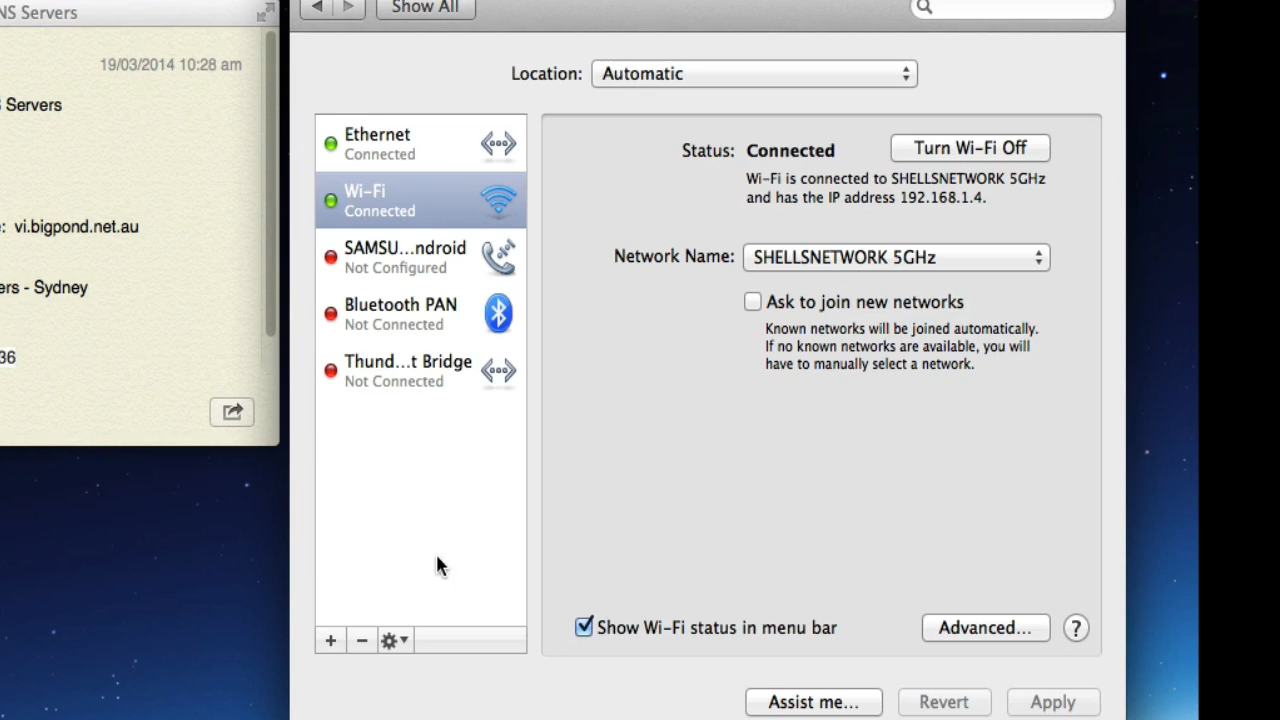 NS Servers
19/03/2014 10:28 am
Servers
: vi.bigpond.net.au
ers - Sydney
36
Show All
Location: Automatic
Ethernet
Connected
Wi-Fi
Connected
SAMSU...ndroid
Not Configured
Bluetooth PAN
Not Connected
Thund...t Bridge
Not Connected
+ −
Status: Connected
Turn Wi-Fi Off
Wi-Fi is connected to SHELLSNETWORK 5GHz
and has the IP address 192.168.1.4.
Network Name: SHELLSNETWORK 5GHz
Ask to join new networks
Known networks will be joined automatically.
If no known networks are available, you will
have to manually select a network.
Show Wi-Fi status in menu bar
Advanced... ?
Assist me... Revert Apply